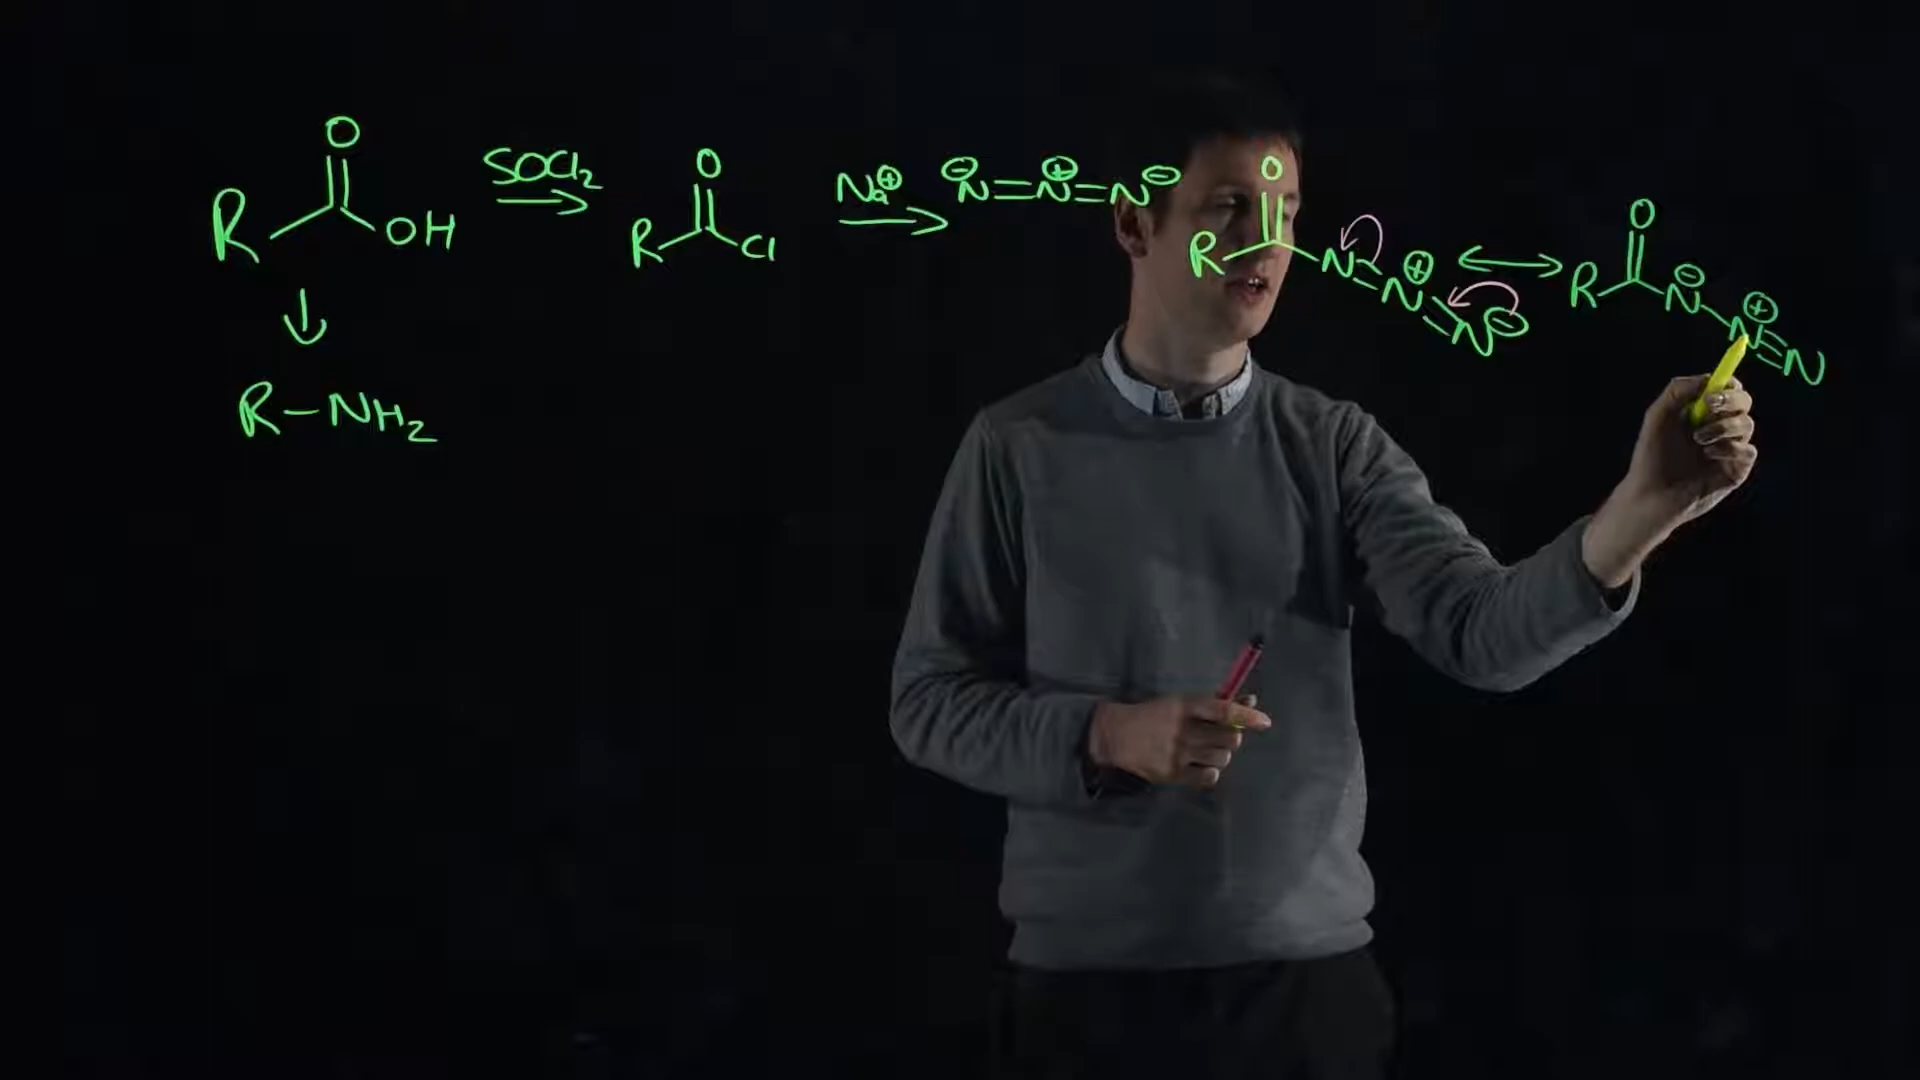 O
R OH
SOCl₂
O
R Cl
Na⊕ ⊖N=N⊕=N⊖
O
R N=N⊕=N⊖
O
R N⊖-N⊕≡N
R-NH₂